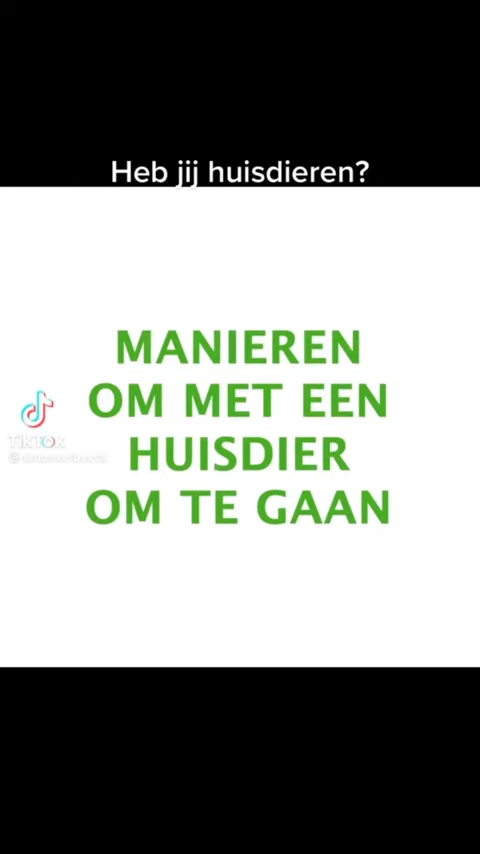 Heb jij huisdieren?
MANIEREN
OM MET EEN
HUISDIER
OM TE GAAN
TikTok